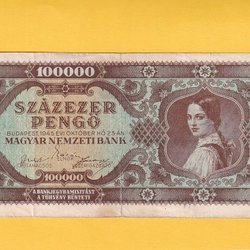 100000
SZÁZEZER
PENGŐ
BUDAPEST, 1945. ÉVI OKTÓBER HÓ 23-ÁN.
MAGYAR NEMZETI BANK
100000
A BANKJEGYHAMISÍTÁST
A TÖRVÉNY BÜNTETI